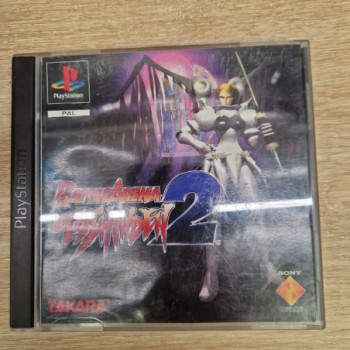 PlayStation
PlayStation
PAL
BATTLE ARENA
TOSHINDEN
2
TAKARA
SONY